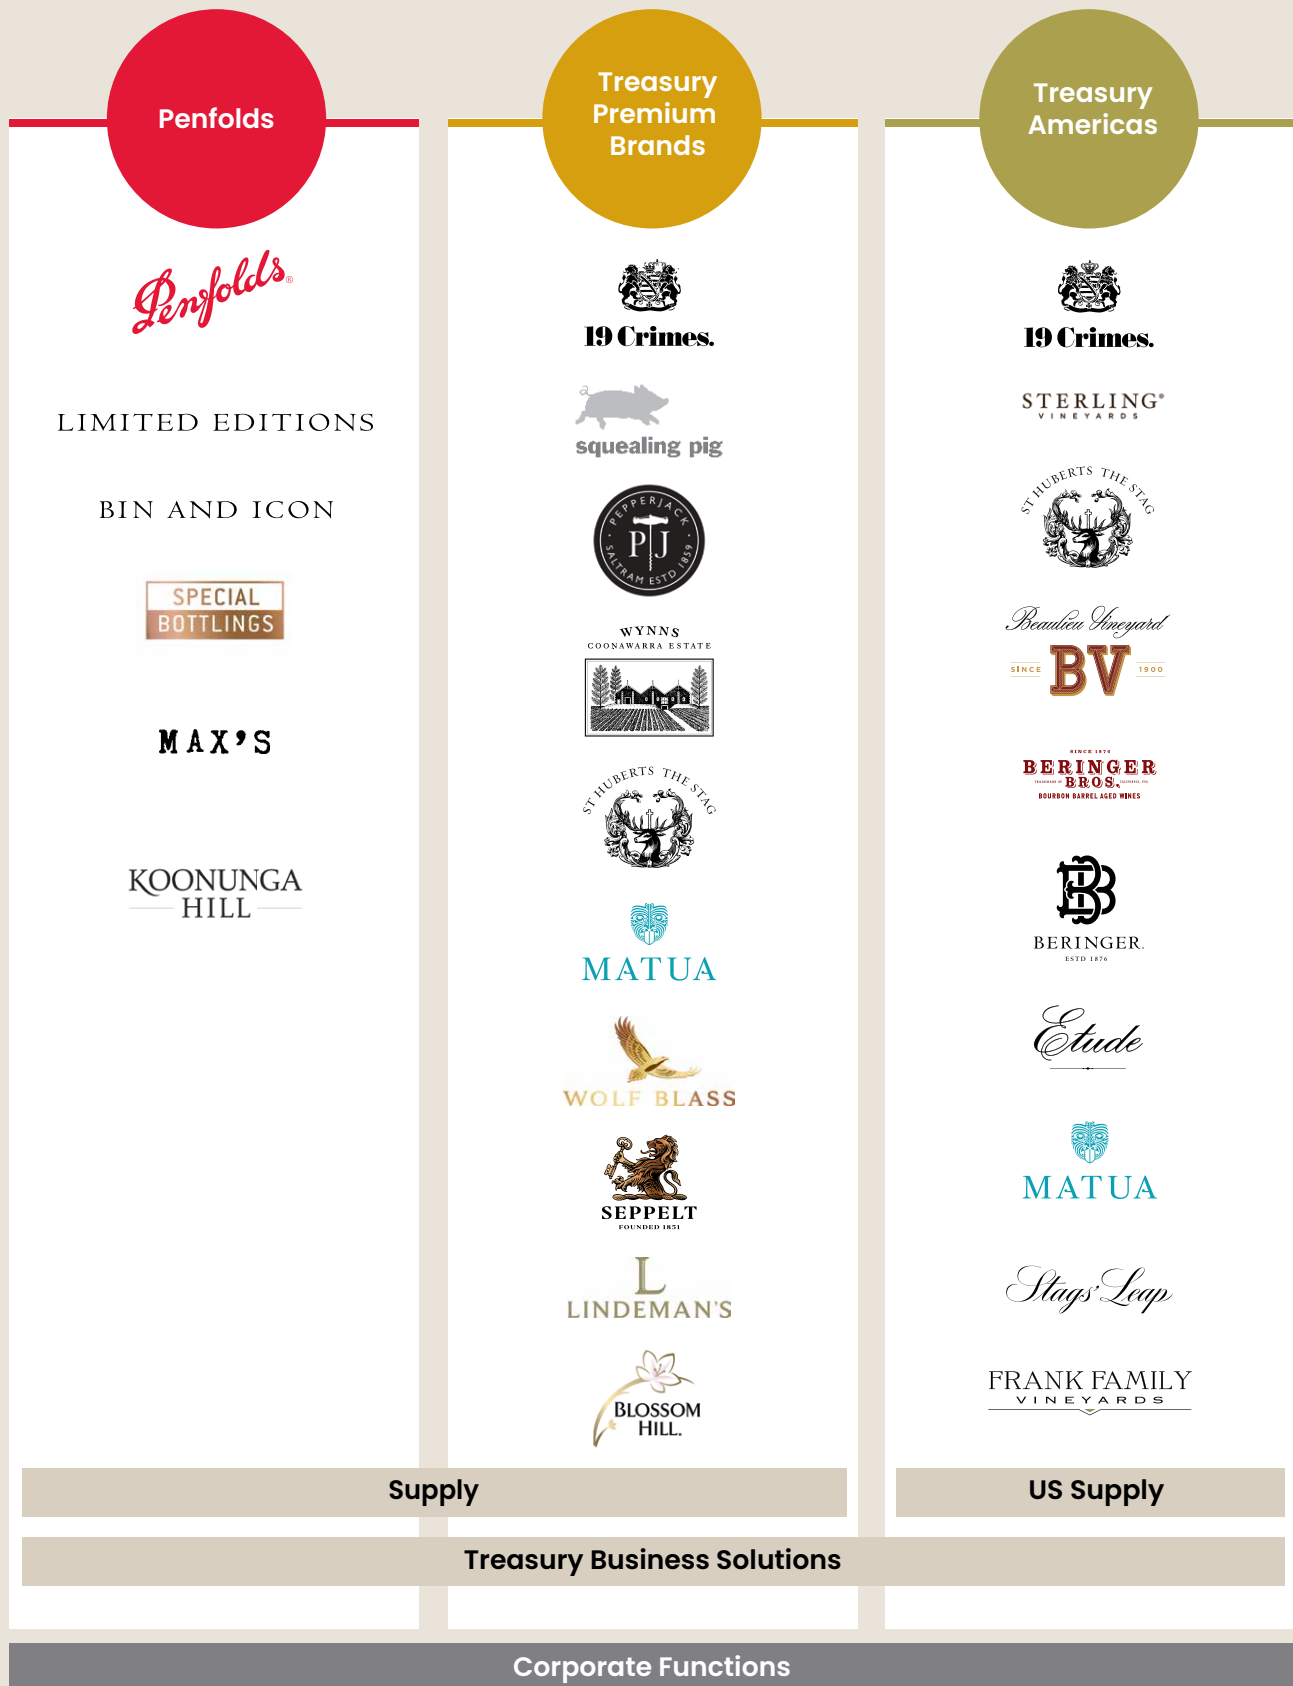 Penfolds
Penfolds®
LIMITED EDITIONS
BIN AND ICON
SPECIAL
BOTTLINGS
MAX'S
KOONUNGA
HILL
Treasury
Premium
Brands
19 Crimes.
squealing pig
PEPPERJACK
PJ
SALTRAM ESTD 1859
WYNNS
COONAWARRA ESTATE
ST HUBERTS THE STAG
MATUA
WOLF BLASS
SEPPELT
FOUNDED 1851
L
LINDEMAN'S
BLOSSOM
HILL.
Treasury
Americas
19 Crimes.
STERLING®
VINEYARDS
ST HUBERTS THE STAG
Beaulieu Vineyard
SINCE BV 1900
SINCE 1876
BERINGER
BROS.
BOURBON BARREL AGED WINES
BB
BERINGER.
ESTD 1876
Etude
MATUA
Stags' Leap
FRANK FAMILY
VINEYARDS
Supply
US Supply
Treasury Business Solutions
Corporate Functions